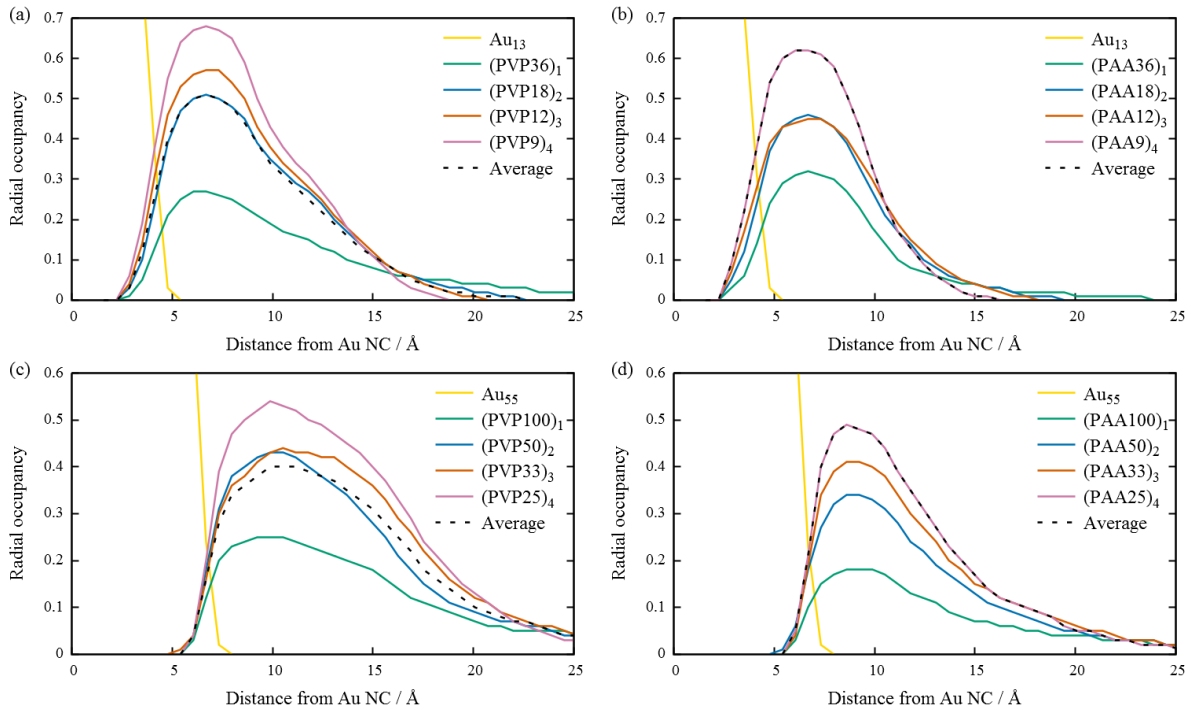 (a)
0.7
0.6
0.5
0.4
0.3
0.2
0.1
0
Radial occupancy
Au₁₃
(PVP36)₁
(PVP18)₂
(PVP12)₃
(PVP9)₄
Average
0 5 10 15 20 25
Distance from Au NC / Å
(b)
0.7
0.6
0.5
0.4
0.3
0.2
0.1
0
Radial occupancy
Au₁₃
(PAA36)₁
(PAA18)₂
(PAA12)₃
(PAA9)₄
Average
0 5 10 15 20 25
Distance from Au NC / Å
(c)
0.6
0.5
0.4
0.3
0.2
0.1
0
Radial occupancy
Au₅₅
(PVP100)₁
(PVP50)₂
(PVP33)₃
(PVP25)₄
Average
0 5 10 15 20 25
Distance from Au NC / Å
(d)
0.6
0.5
0.4
0.3
0.2
0.1
0
Radial occupancy
Au₅₅
(PAA100)₁
(PAA50)₂
(PAA33)₃
(PAA25)₄
Average
0 5 10 15 20 25
Distance from Au NC / Å